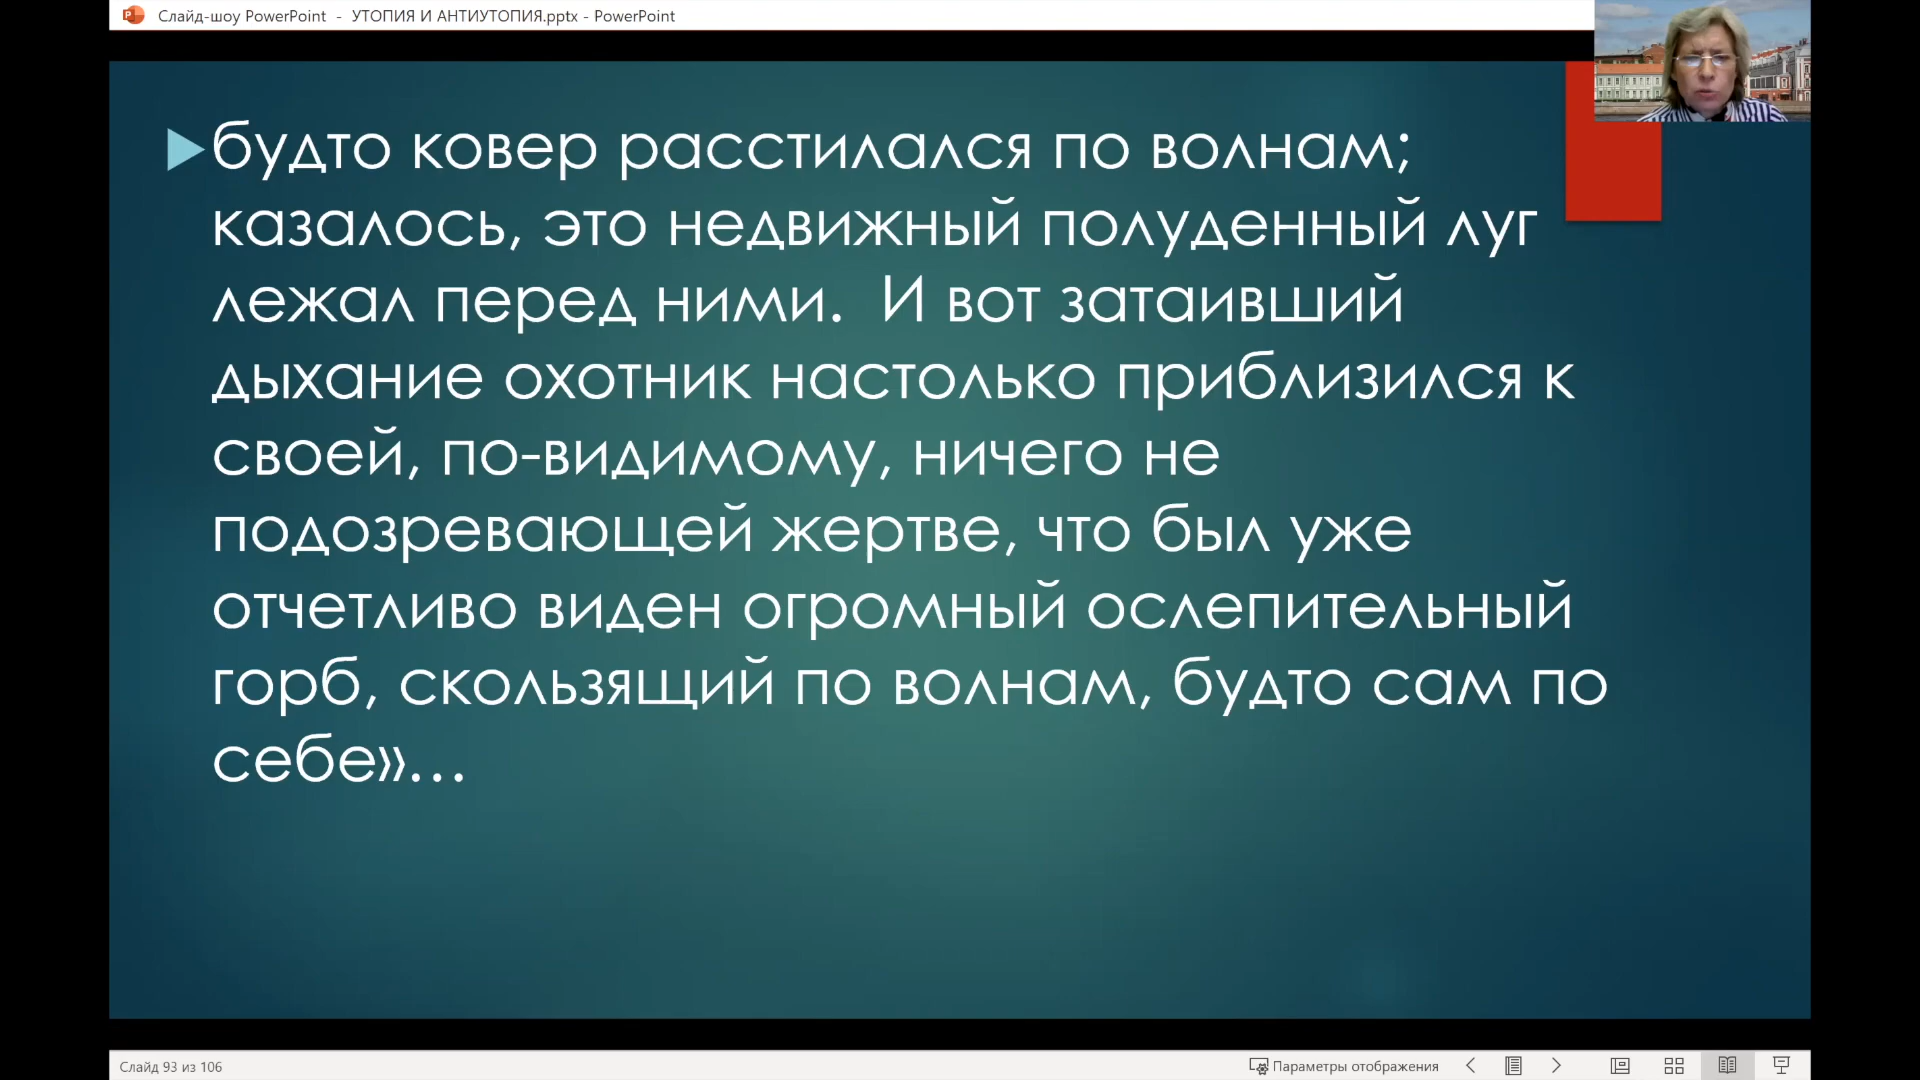 Слайд-шоу PowerPoint - УТОПИЯ И АНТИУТОПИЯ.pptx - PowerPoint
будто ковер расстилался по волнам;
казалось, это недвижный полуденный луг
лежал перед ними. И вот затаивший
дыхание охотник настолько приблизился к
своей, по-видимому, ничего не
подозревающей жертве, что был уже
отчетливо виден огромный ослепительный
горб, скользящий по волнам, будто сам по
себе»...
Слайд 93 из 106
Параметры отображения